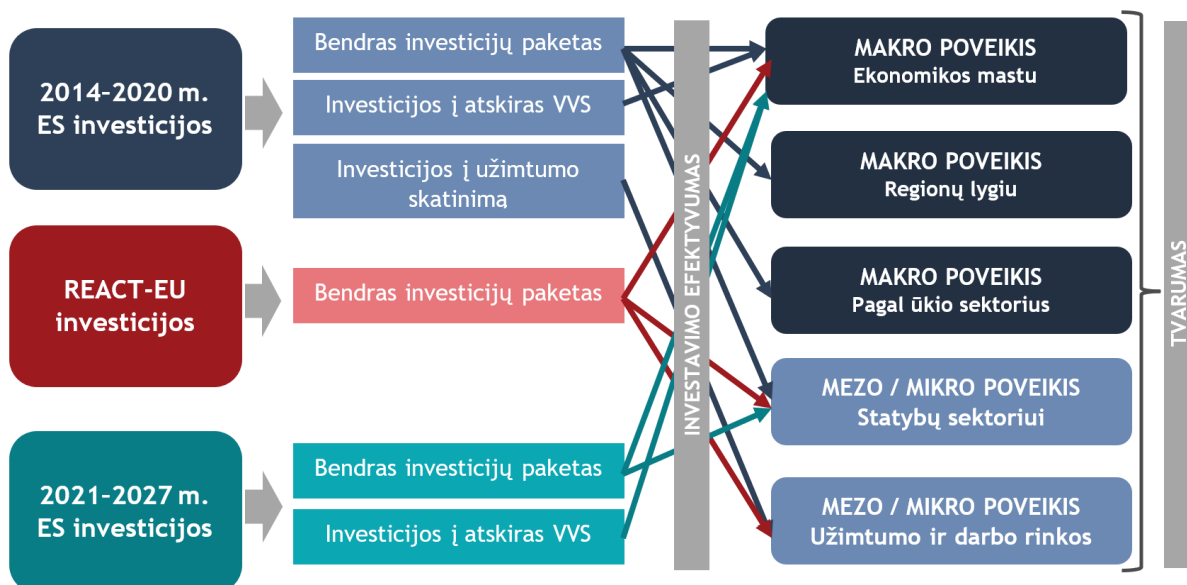 2014–2020 m.
ES investicijos
Bendras investicijų paketas
Investicijos į atskiras VVS
Investicijos į užimtumo
skatinimą
REACT-EU
investicijos
Bendras investicijų paketas
2021–2027 m.
ES investicijos
Bendras investicijų paketas
Investicijos į atskiras VVS
INVESTAVIMO EFEKTYVUMAS
MAKRO POVEIKIS
Ekonomikos mastu
MAKRO POVEIKIS
Regionų lygiu
MAKRO POVEIKIS
Pagal ūkio sektorius
MEZO / MIKRO POVEIKIS
Statybų sektoriui
MEZO / MIKRO POVEIKIS
Užimtumo ir darbo rinkos
TVARUMAS